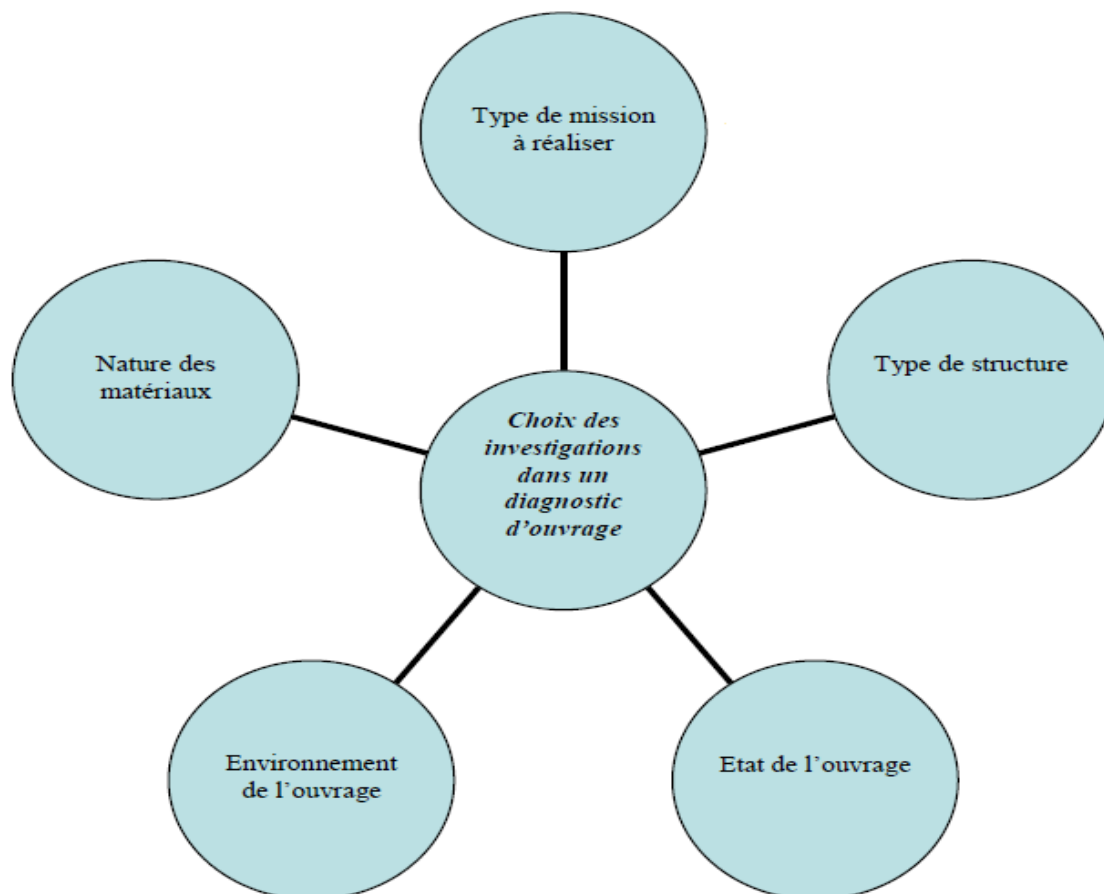 Type de mission
à réaliser
Nature des
matériaux
Type de structure
Choix des
investigations
dans un
diagnostic
d’ouvrage
Environnement
de l’ouvrage
Etat de l’ouvrage